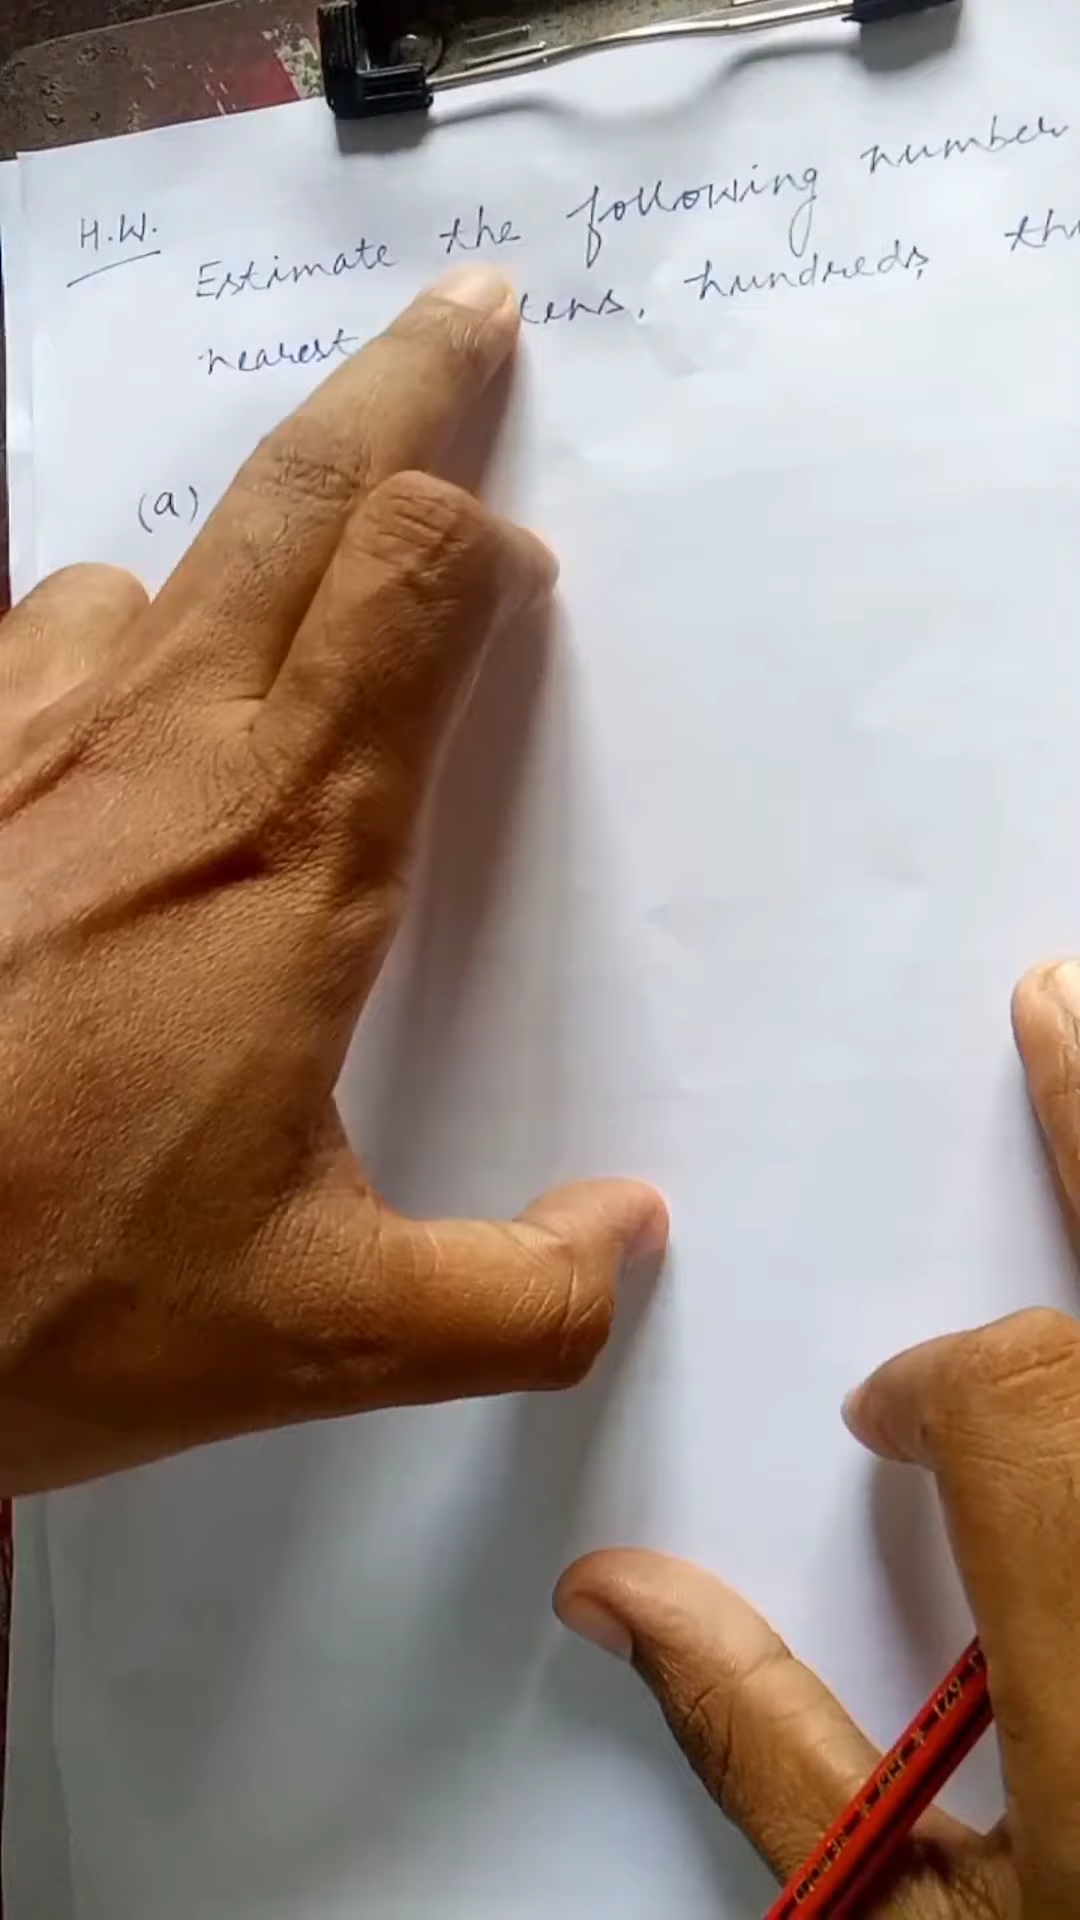 H.W.
Estimate the following number
nearest tens, hundreds,
(a)